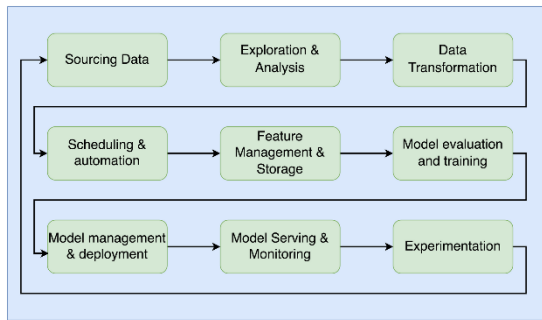 Sourcing Data
Exploration &
Analysis
Data
Transformation
Scheduling &
automation
Feature
Management &
Storage
Model evaluation
and training
Model management
& deployment
Model Serving &
Monitoring
Experimentation